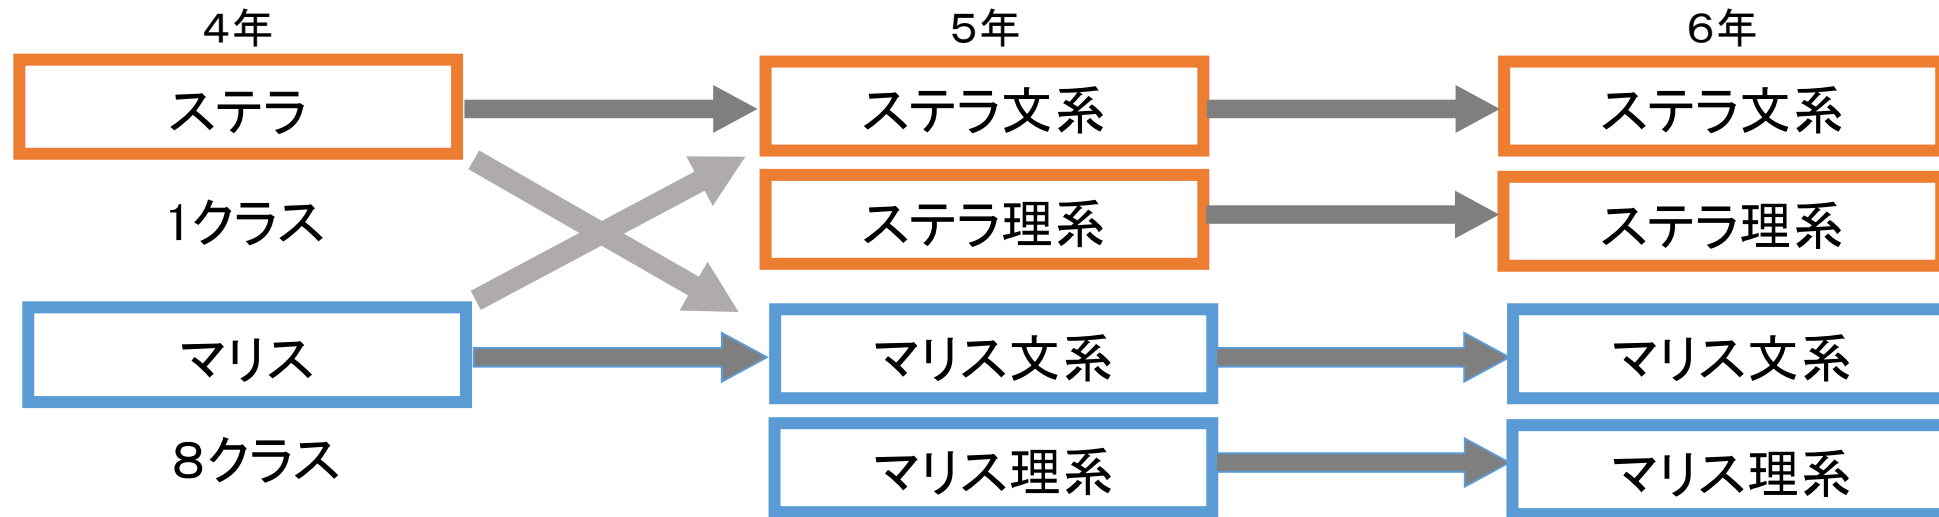 ４年
５年
６年
ステラ
ステラ文系
ステラ文系
1クラス
ステラ理系
ステラ理系
マリス
マリス文系
マリス文系
８クラス
マリス理系
マリス理系